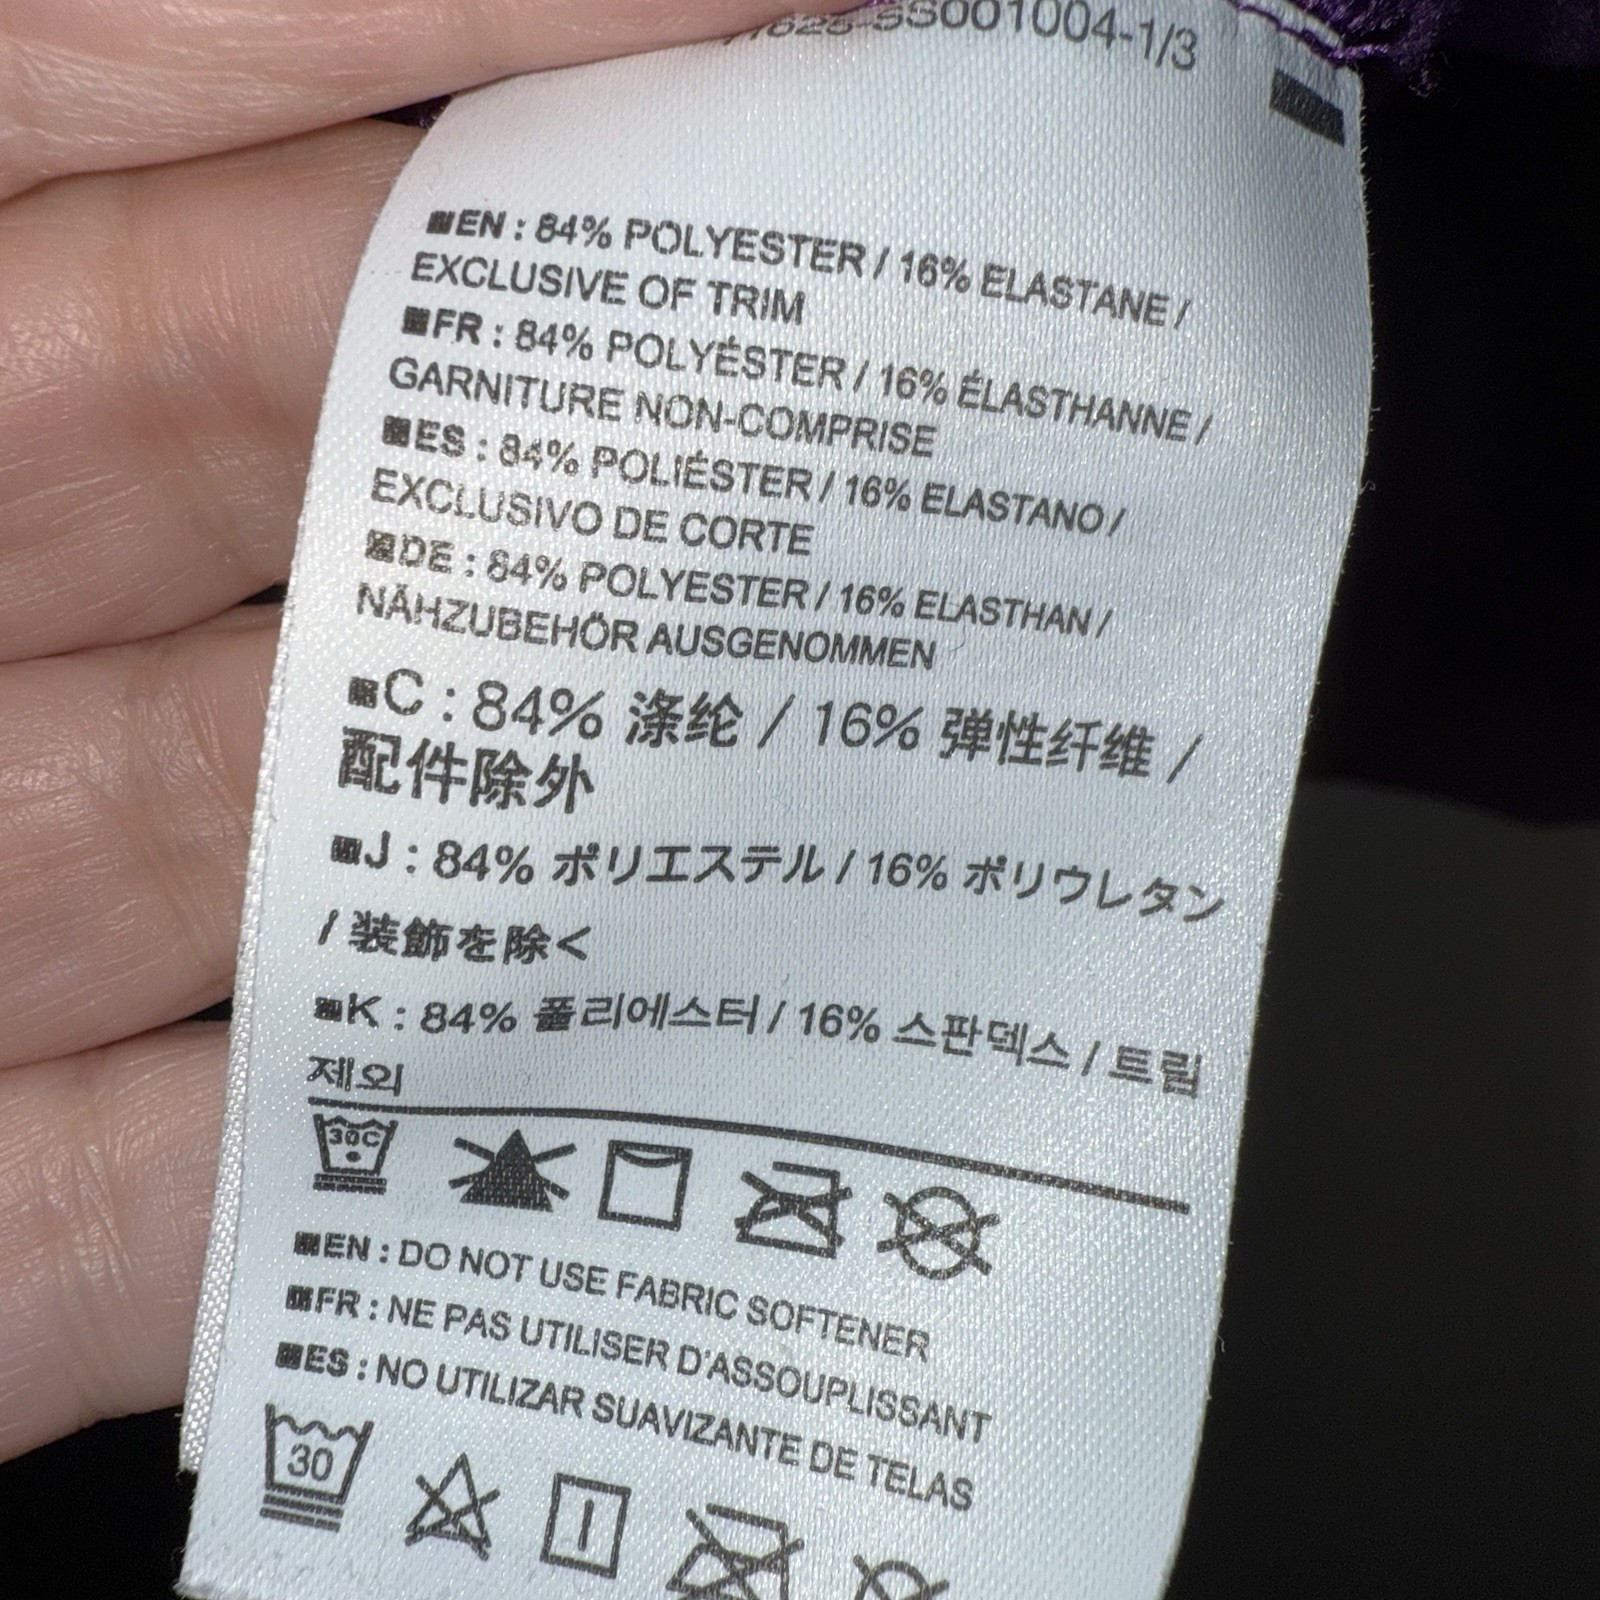 SS001004-1/3
EN : 84% POLYESTER / 16% ELASTANE /
EXCLUSIVE OF TRIM
FR : 84% POLYÉSTER / 16% ÉLASTHANNE /
GARNITURE NON-COMPRISE
ES : 84% POLIÉSTER / 16% ELASTANO /
EXCLUSIVO DE CORTE
DE : 84% POLYESTER / 16% ELASTHAN /
NÄHZUBEHÖR AUSGENOMMEN
C : 84% 涤纶 / 16% 弹性纤维 /
配件除外
J : 84% ポリエステル / 16% ポリウレタン
/ 装飾を除く
K : 84% 폴리에스터 / 16% 스판덱스 / 트림
제외
30C
EN : DO NOT USE FABRIC SOFTENER
FR : NE PAS UTILISER D'ASSOUPLISSANT
ES : NO UTILIZAR SUAVIZANTE DE TELAS
30